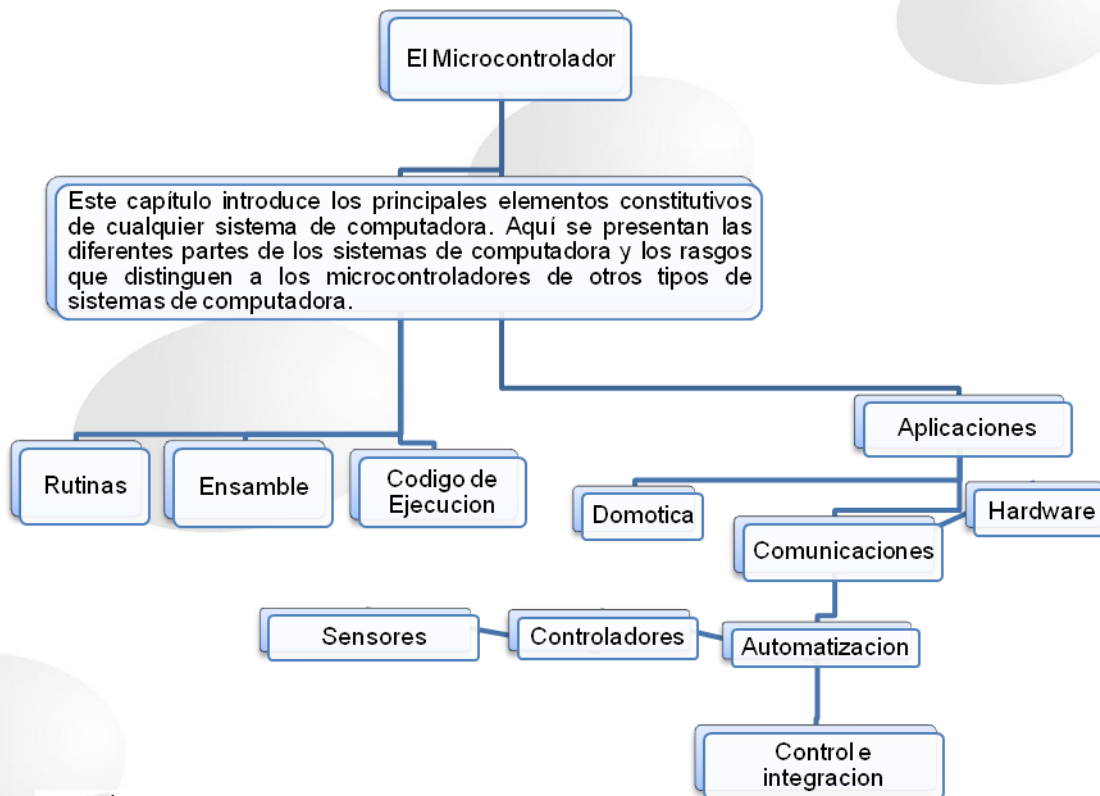 El Microcontrolador
Este capítulo introduce los principales elementos constitutivos
de cualquier sistema de computadora. Aquí se presentan las
diferentes partes de los sistemas de computadora y los rasgos
que distinguen a los microcontroladores de otros tipos de
sistemas de computadora.
Aplicaciones
Rutinas
Ensamble
Codigo de
Ejecucion
Domotica
Hardware
Comunicaciones
Sensores
Controladores
Automatizacion
Control e
integracion